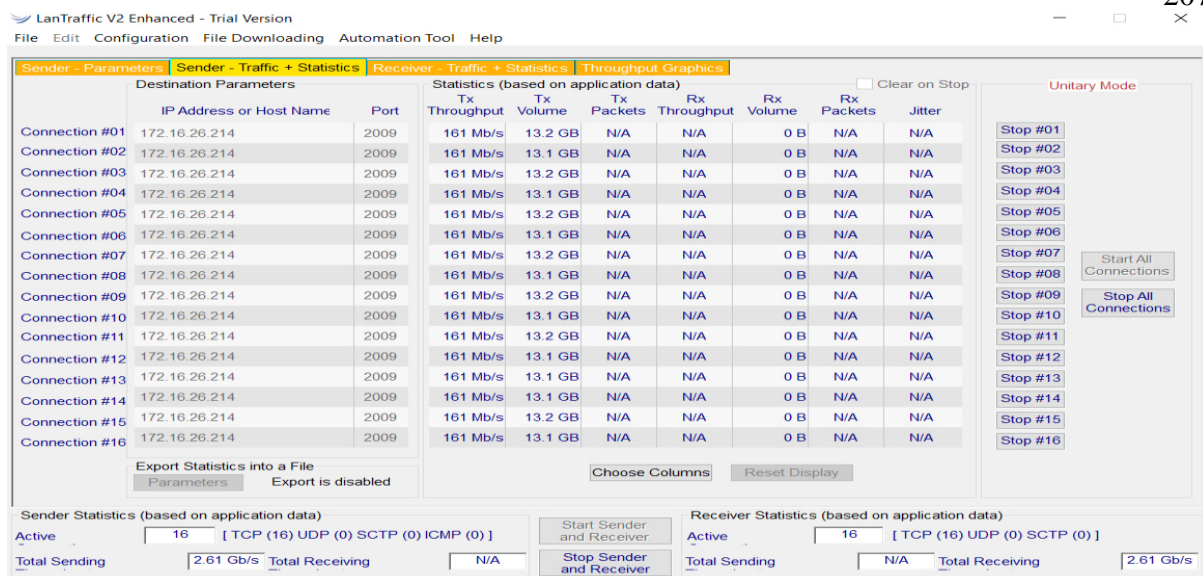 LanTraffic V2 Enhanced - Trial Version
File Edit Configuration File Downloading Automation Tool Help
Sender - Parameters Sender - Traffic + Statistics Receiver - Traffic + Statistics Throughput Graphics
Destination Parameters Statistics (based on application data) Clear on Stop Unitary Mode
Tx Tx Tx Rx Rx Rx
IP Address or Host Name Port Throughput Volume Packets Throughput Volume Packets Jitter
Connection #01 172.16.26.214 2009 161 Mb/s 13.2 GB N/A N/A 0 B N/A N/A Stop #01
Connection #02 172.16.26.214 2009 161 Mb/s 13.1 GB N/A N/A 0 B N/A N/A Stop #02
Connection #03 172.16.26.214 2009 161 Mb/s 13.2 GB N/A N/A 0 B N/A N/A Stop #03
Connection #04 172.16.26.214 2009 161 Mb/s 13.1 GB N/A N/A 0 B N/A N/A Stop #04
Connection #05 172.16.26.214 2009 161 Mb/s 13.2 GB N/A N/A 0 B N/A N/A Stop #05
Connection #06 172.16.26.214 2009 161 Mb/s 13.1 GB N/A N/A 0 B N/A N/A Stop #06
Connection #07 172.16.26.214 2009 161 Mb/s 13.2 GB N/A N/A 0 B N/A N/A Stop #07
Start All
Connection #08 172.16.26.214 2009 161 Mb/s 13.1 GB N/A N/A 0 B N/A N/A Stop #08 Connections
Connection #09 172.16.26.214 2009 161 Mb/s 13.2 GB N/A N/A 0 B N/A N/A Stop #09 Stop All
Connection #10 172.16.26.214 2009 161 Mb/s 13.1 GB N/A N/A 0 B N/A N/A Stop #10 Connections
Connection #11 172.16.26.214 2009 161 Mb/s 13.2 GB N/A N/A 0 B N/A N/A Stop #11
Connection #12 172.16.26.214 2009 161 Mb/s 13.1 GB N/A N/A 0 B N/A N/A Stop #12
Connection #13 172.16.26.214 2009 161 Mb/s 13.1 GB N/A N/A 0 B N/A N/A Stop #13
Connection #14 172.16.26.214 2009 161 Mb/s 13.1 GB N/A N/A 0 B N/A N/A Stop #14
Connection #15 172.16.26.214 2009 161 Mb/s 13.2 GB N/A N/A 0 B N/A N/A Stop #15
Connection #16 172.16.26.214 2009 161 Mb/s 13.1 GB N/A N/A 0 B N/A N/A Stop #16
Export Statistics into a File
Parameters Export is disabled Choose Columns Reset Display
Sender Statistics (based on application data) Receiver Statistics (based on application data)
Active 16 [ TCP (16) UDP (0) SCTP (0) ICMP (0) ] Start Sender and Receiver Active 16 [ TCP (16) UDP (0) SCTP (0) ]
Total Sending 2.61 Gb/s Total Receiving N/A Stop Sender and Receiver Total Sending N/A Total Receiving 2.61 Gb/s